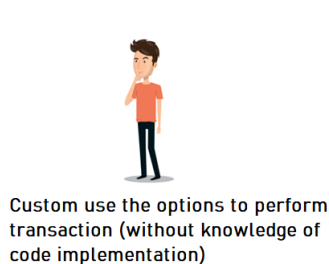 Custom use the options to perform
transaction (without knowledge of
code implementation)